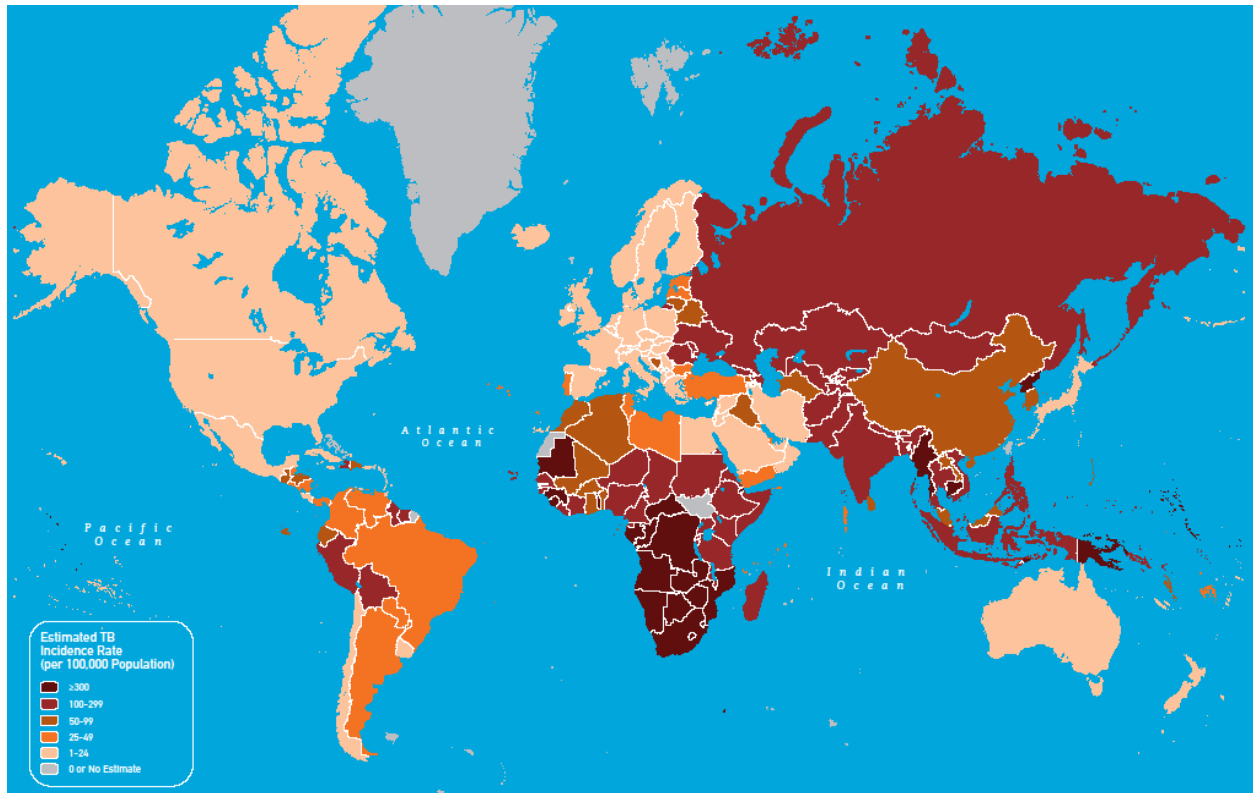 Atlantic
Ocean
Pacific
Ocean
Indian
Ocean
Estimated TB
Incidence Rate
(per 100,000 Population)
≥300
100-299
50-99
25-49
1-24
0 or No Estimate